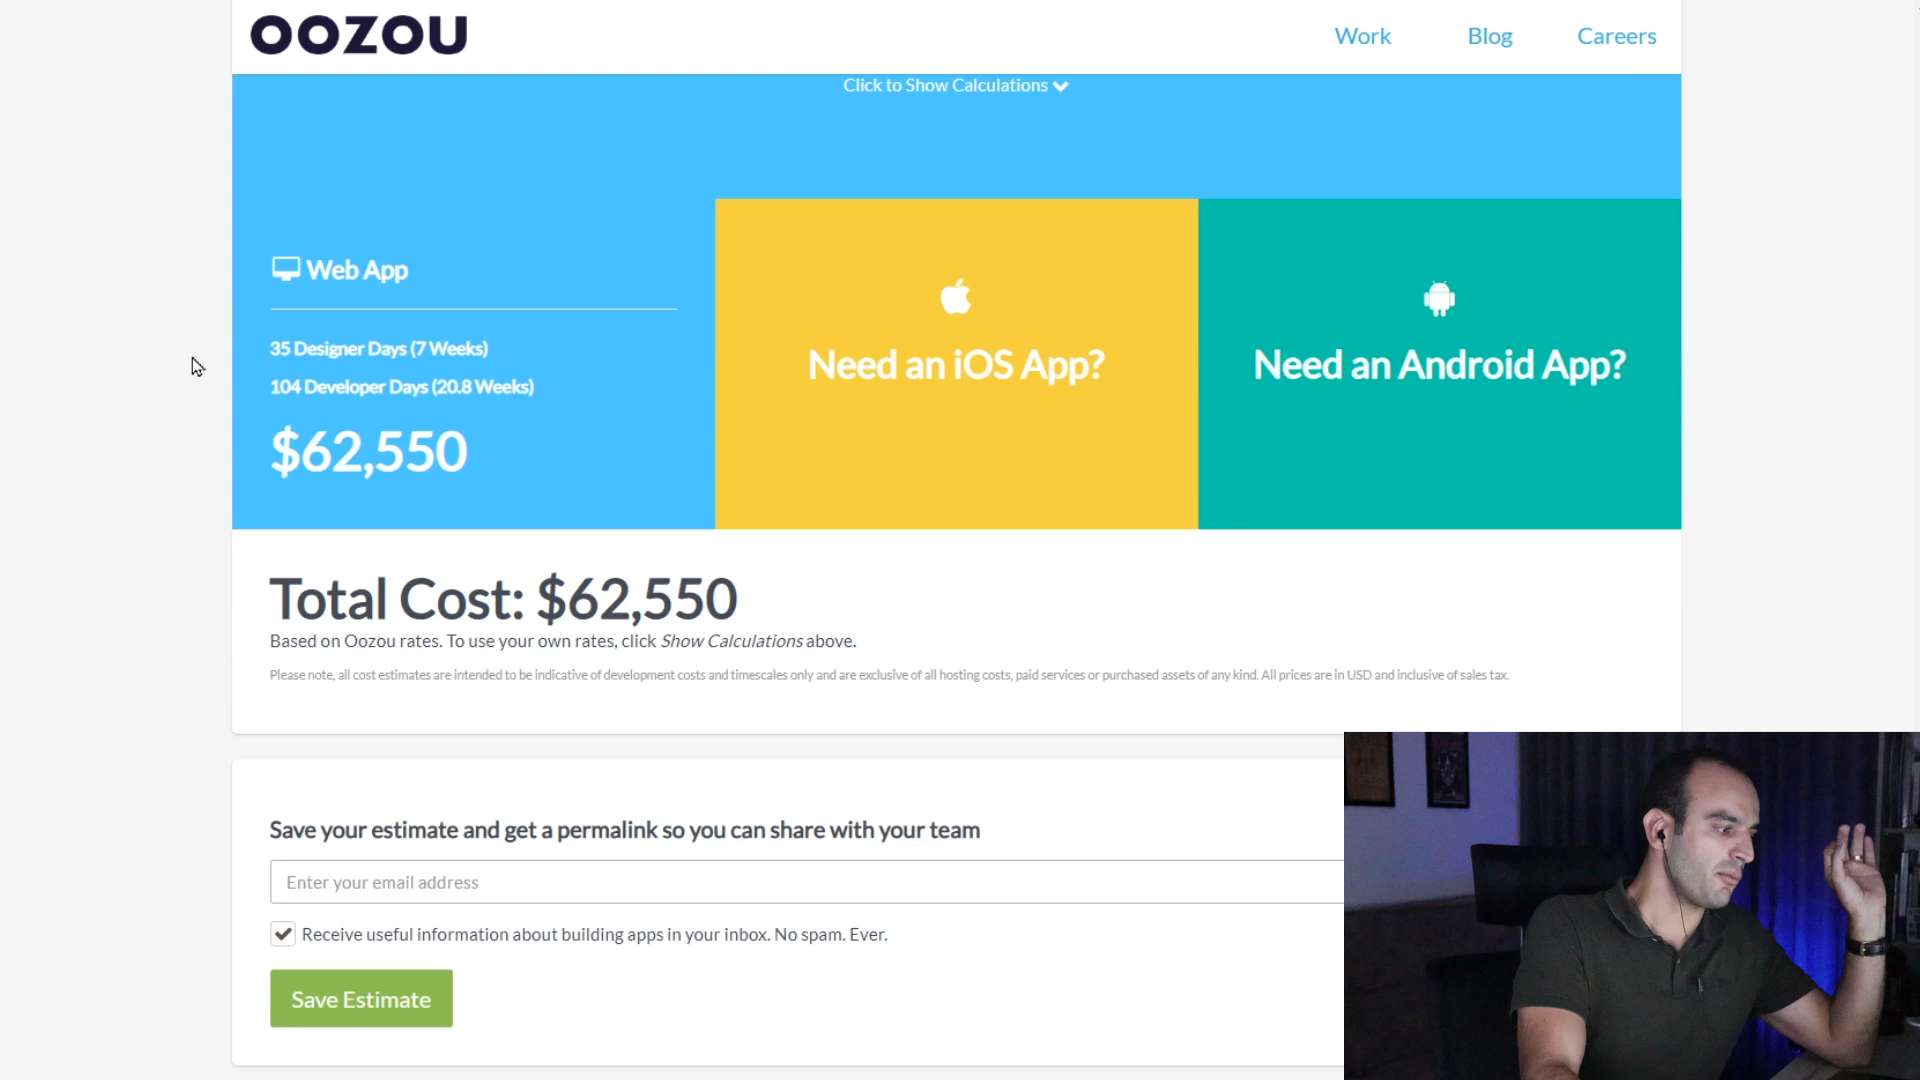 OOZOU
Work
Blog
Careers
Click to Show Calculations
Web App
35 Designer Days (7 Weeks)
104 Developer Days (20.8 Weeks)
$62,550
Need an iOS App?
Need an Android App?
Total Cost: $62,550
Based on Oozou rates. To use your own rates, click Show Calculations above.
Please note, all cost estimates are intended to be indicative of development costs and timescales only and are exclusive of all hosting costs, paid services or purchased assets of any kind. All prices are in USD and inclusive of sales tax.
Save your estimate and get a permalink so you can share with your team
Enter your email address
Receive useful information about building apps in your inbox. No spam. Ever.
Save Estimate